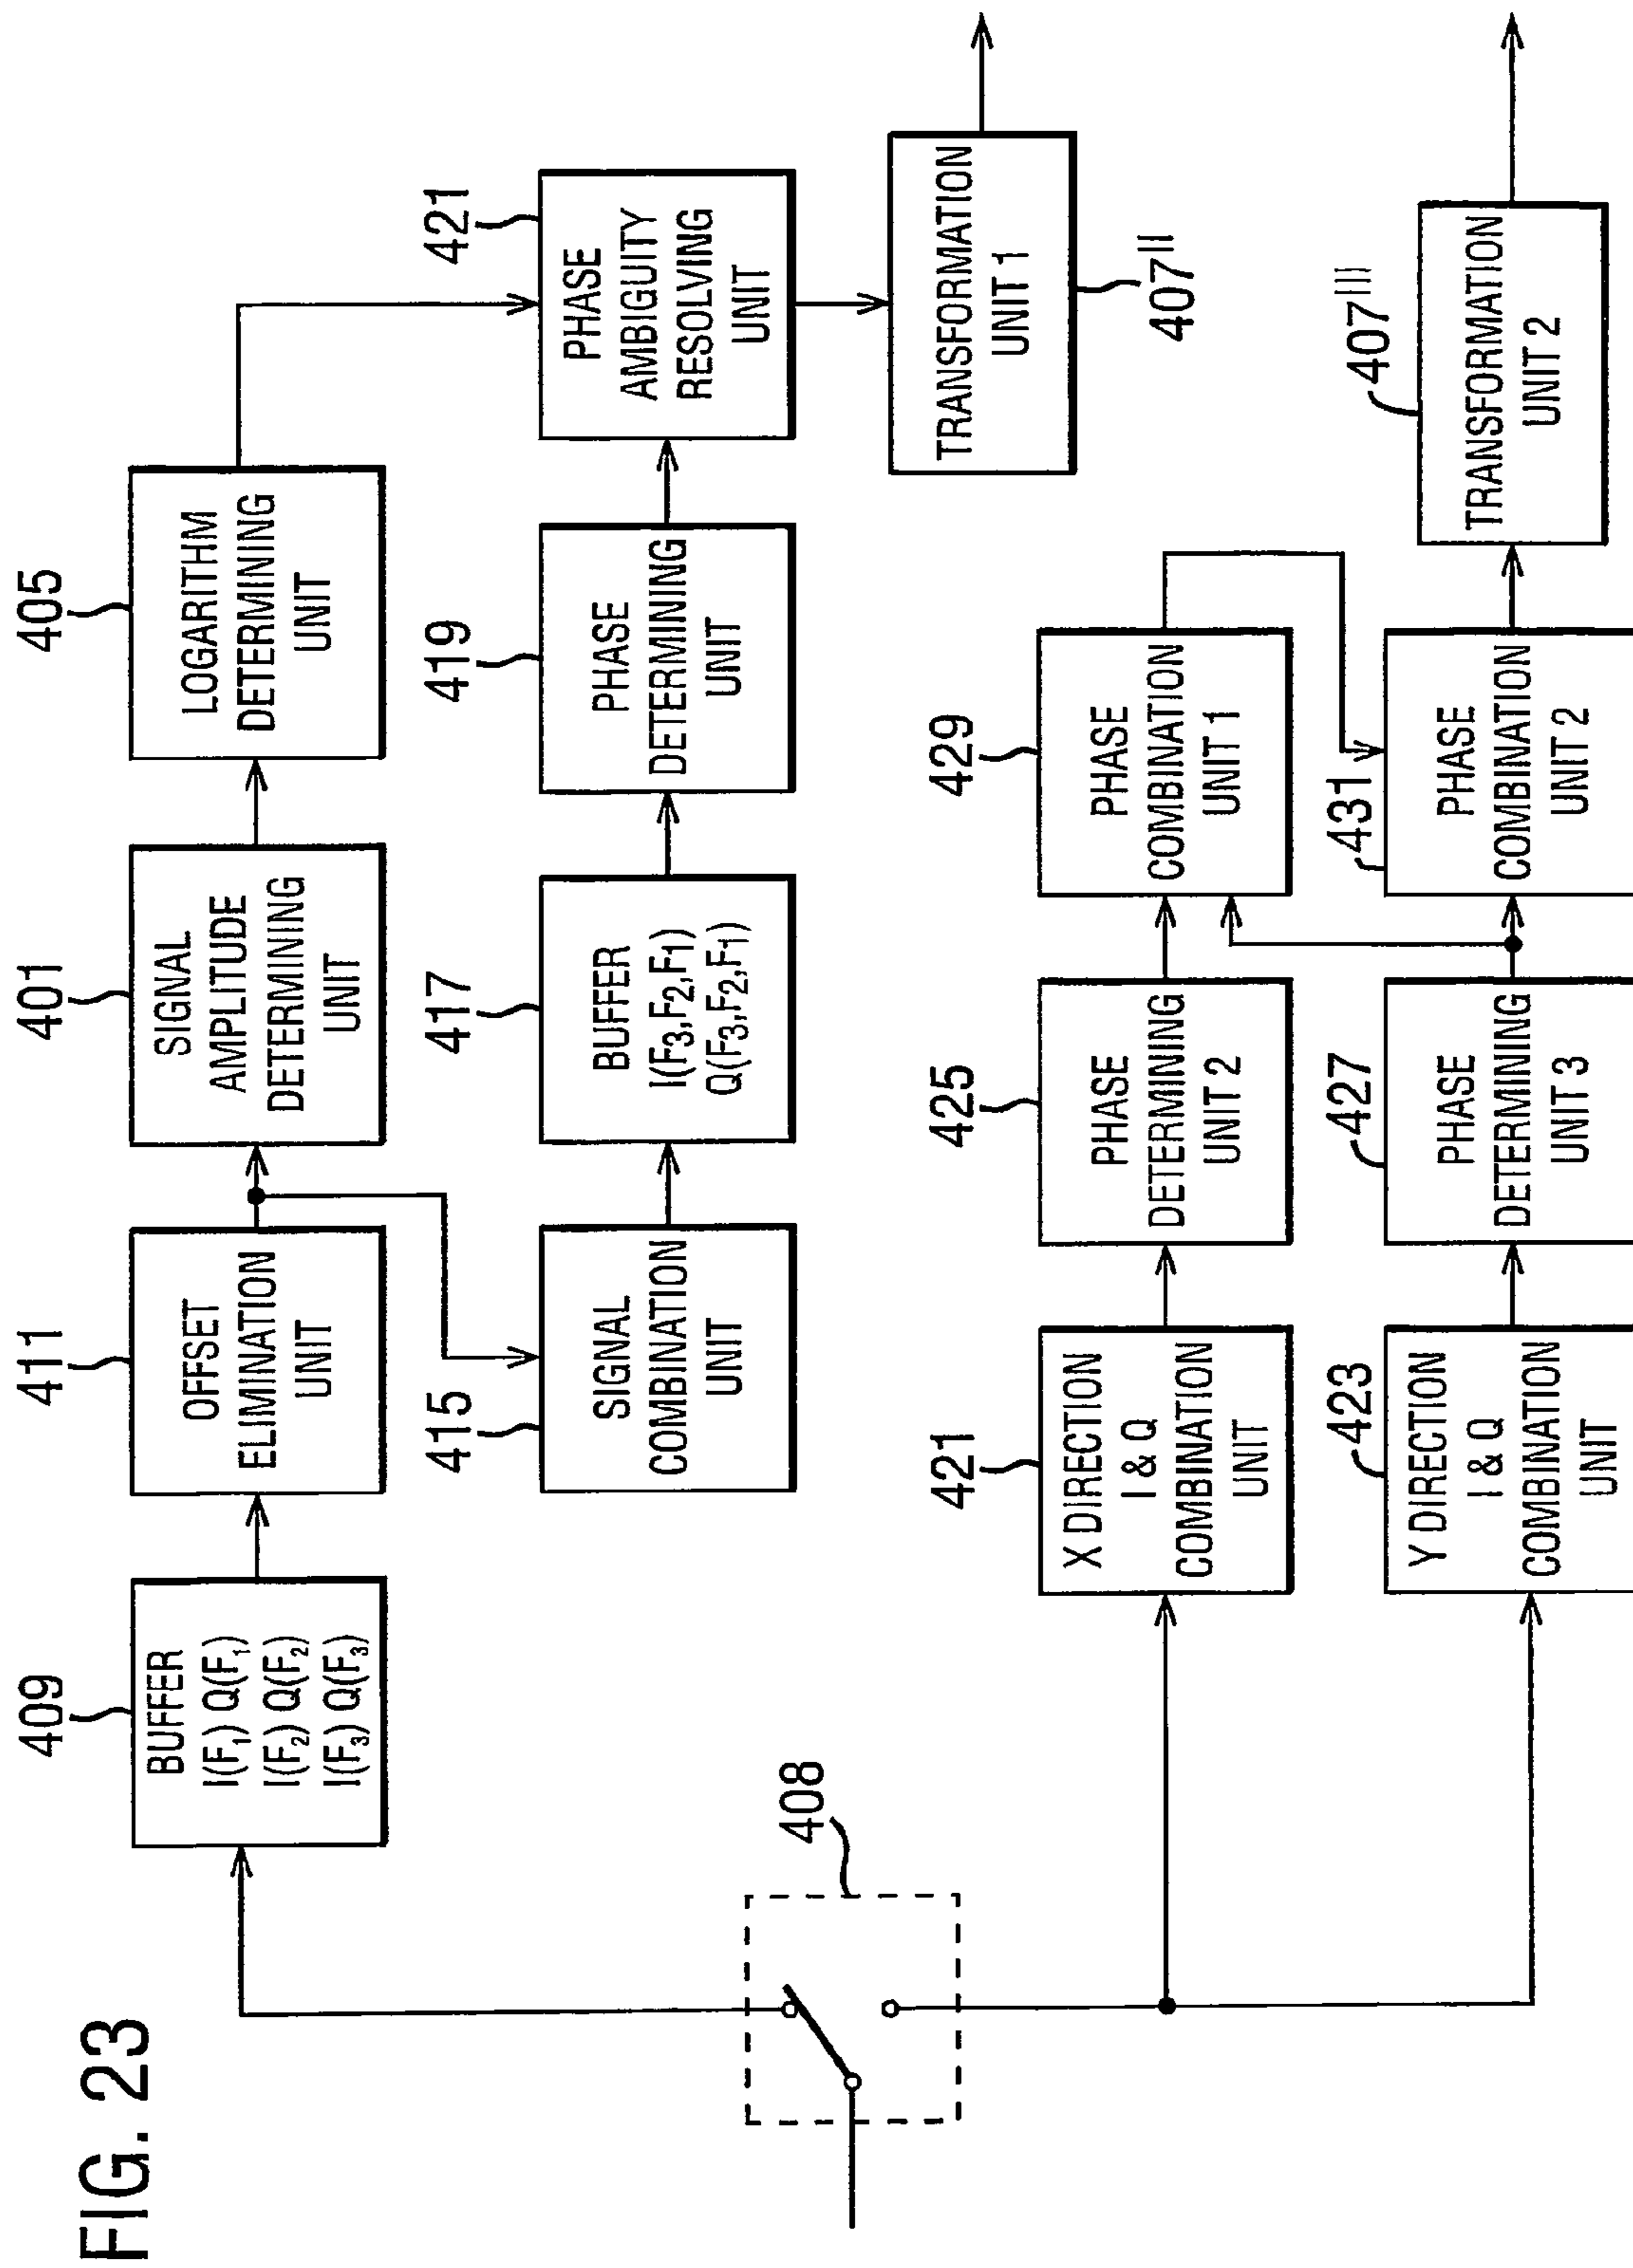 FIG. 23
409
BUFFER
I(F₁) Q(F₁)
I(F₂) Q(F₂)
I(F₃) Q(F₃)
411
OFFSET
ELIMINATION
UNIT
401
SIGNAL
AMPLITUDE
DETERMINING
UNIT
405
LOGARITHM
DETERMINING
UNIT
415
SIGNAL
COMBINATION
UNIT
417
BUFFER
I(F₃,F₂,F₁)
Q(F₃,F₂,F₁)
419
PHASE
DETERMINING
UNIT
421
PHASE
AMBIGUITY
RESOLVING
UNIT
TRANSFORMATION
UNIT 1
407ᴵᴵ
408
421
X DIRECTION
I & Q
COMBINATION
UNIT
425
PHASE
DETERMINING
UNIT 2
429
PHASE
COMBINATION
UNIT 1
423
Y DIRECTION
I & Q
COMBINATION
UNIT
427
PHASE
DETERMINING
UNIT 3
431
PHASE
COMBINATION
UNIT 2
407ᴵᴵᴵ
TRANSFORMATION
UNIT 2